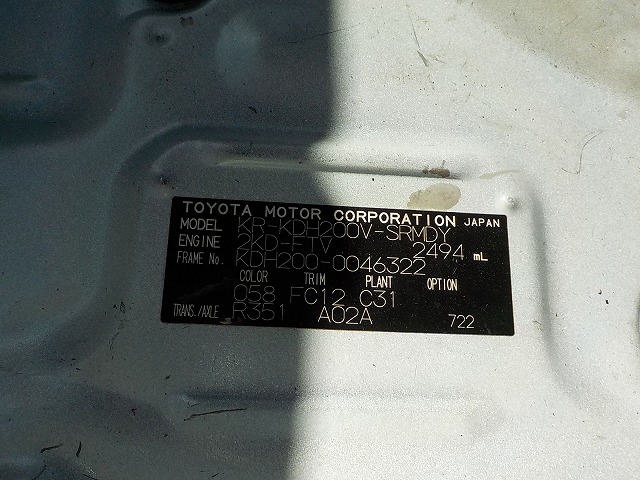 TOYOTA MOTOR CORPORATION JAPAN
MODEL KR-KDH200V-SRMDY
ENGINE 2KD-FTV 2494 mL
FRAME No. KDH200-0046322
COLOR TRIM PLANT OPTION
058 FC12 C31
TRANS./AXLE R351 A02A 722